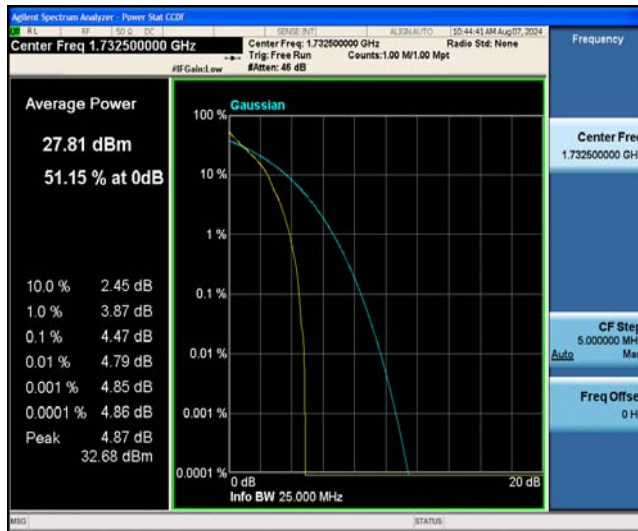 Agilent Spectrum Analyzer - Power Stat CCDF
RL RF 50 Ω DC SENSE:INT ALIGN AUTO 10:44:41 AM Aug 07, 2024
Center Freq 1.732500000 GHz
Center Freq: 1.732500000 GHz Radio Std: None
Trig: Free Run Counts:1.00 M/1.00 Mpt
#IFGain:Low #Atten: 46 dB
Frequency
Average Power
27.81 dBm
51.15 % at 0dB
10.0 % 2.45 dB
1.0 % 3.87 dB
0.1 % 4.47 dB
0.01 % 4.79 dB
0.001 % 4.85 dB
0.0001 % 4.86 dB
Peak 4.87 dB
32.68 dBm
Gaussian
100 %
10 %
1 %
0.1 %
0.01 %
0.001 %
0.0001 %
0 dB 20 dB
Info BW 25.000 MHz
Center Fre
1.732500000 GH
CF Step
5.000000 MH
Auto Ma
Freq Offse
0 H
MSG STATUS